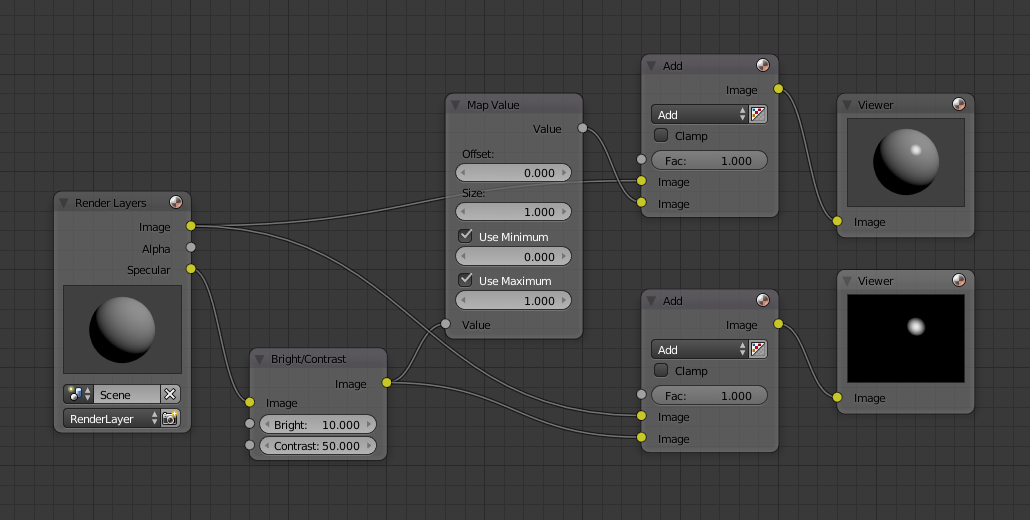 Render Layers
Image
Alpha
Specular
Scene
RenderLayer
Bright/Contrast
Image
Image
Bright: 10.000
Contrast: 50.000
Map Value
Value
Offset:
0.000
Size:
1.000
Use Minimum
0.000
Use Maximum
1.000
Value
Add
Image
Add
Clamp
Fac: 1.000
Image
Image
Viewer
Image
Add
Image
Add
Clamp
Fac: 1.000
Image
Image
Viewer
Image